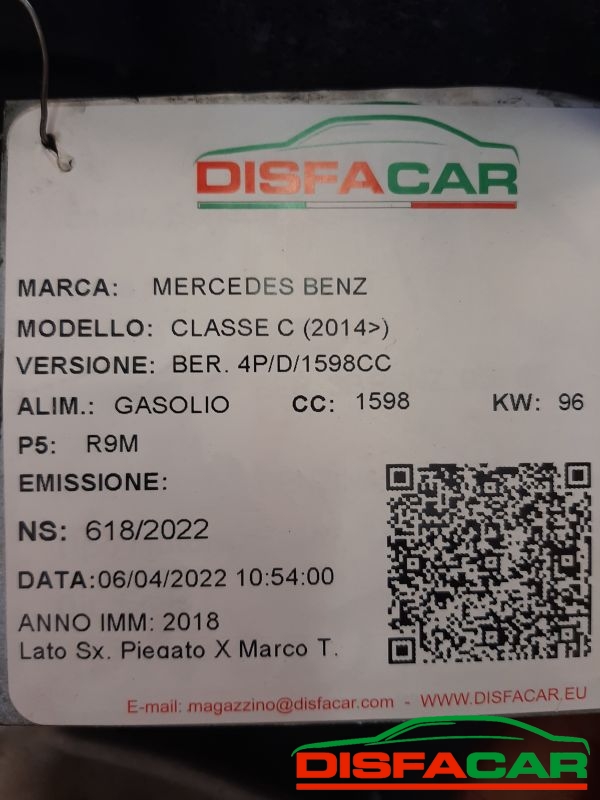 DISFACAR
MARCA: MERCEDES BENZ
MODELLO: CLASSE C (2014>)
VERSIONE: BER. 4P/D/1598CC
ALIM.: GASOLIO CC: 1598 KW: 96
P5: R9M
EMISSIONE:
NS: 618/2022
DATA:06/04/2022 10:54:00
ANNO IMM: 2018
Lato Sx. Piegato X Marco T.
E-mail: magazzino@disfacar.com - WWW.DISFACAR.EU
DISFACAR